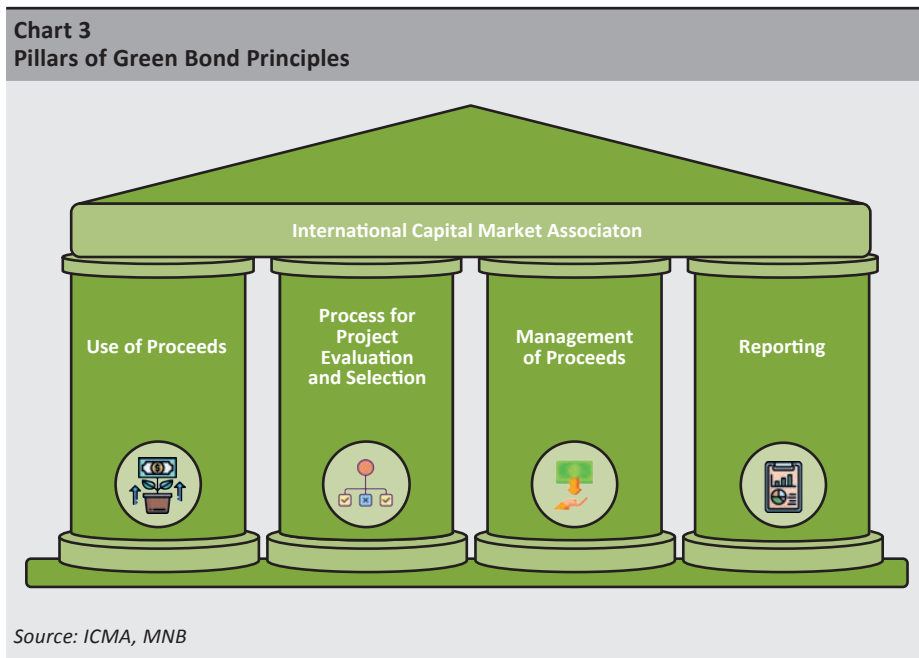 Chart 3
Pillars of Green Bond Principles
International Capital Market Associaton
Use of Proceeds
Process for
Project
Evaluation
and Selection
Management
of Proceeds
Reporting
Source: ICMA, MNB